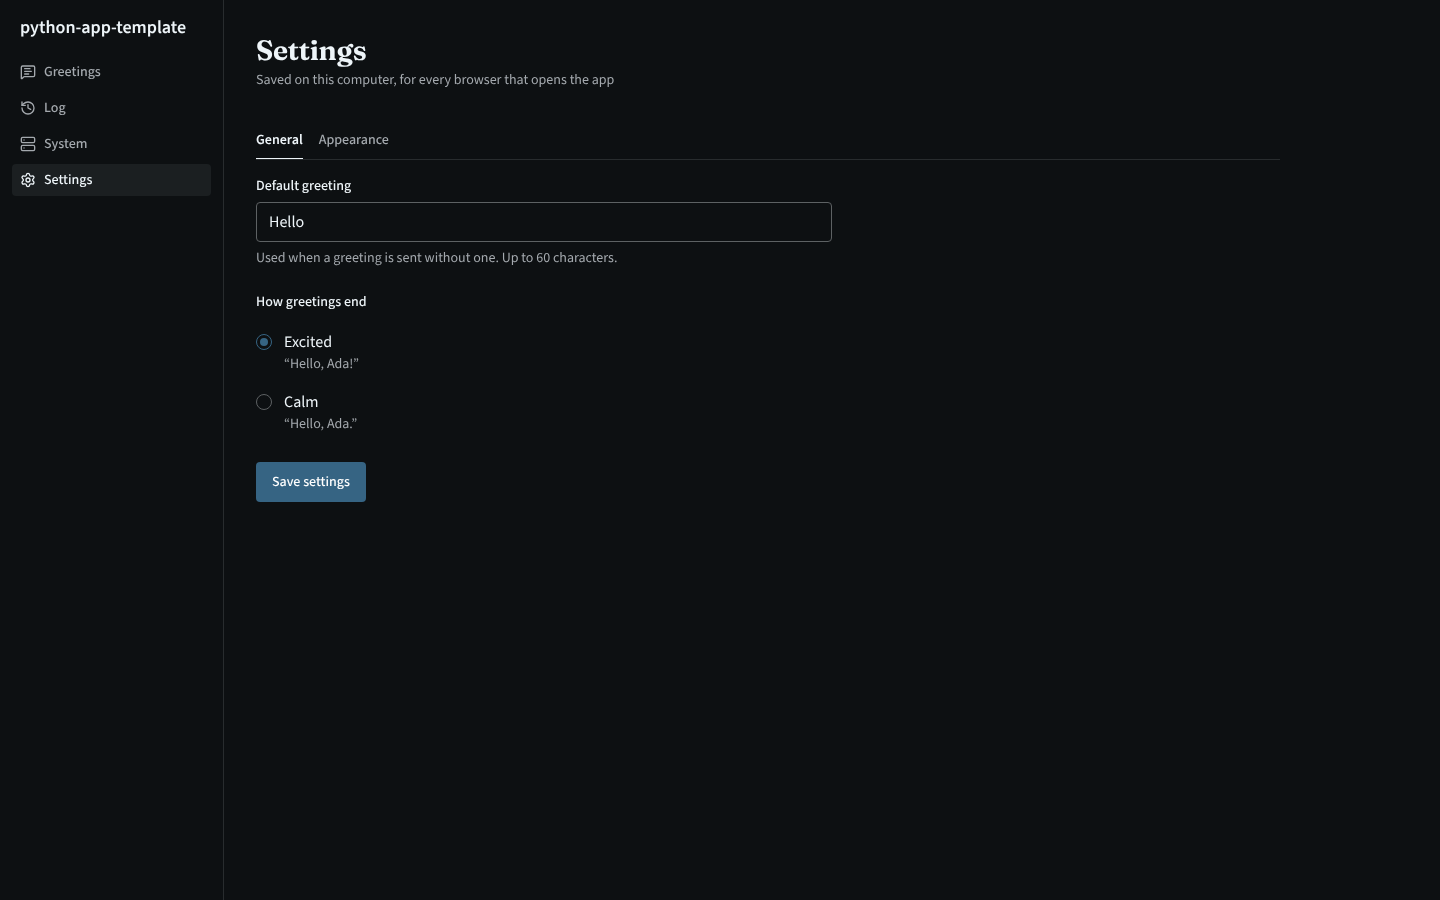 python-app-template
Greetings
Log
System
Settings
Settings
Saved on this computer, for every browser that opens the app
General
Appearance
Default greeting
Hello
Used when a greeting is sent without one. Up to 60 characters.
How greetings end
Excited
“Hello, Ada!”
Calm
“Hello, Ada.”
Save settings